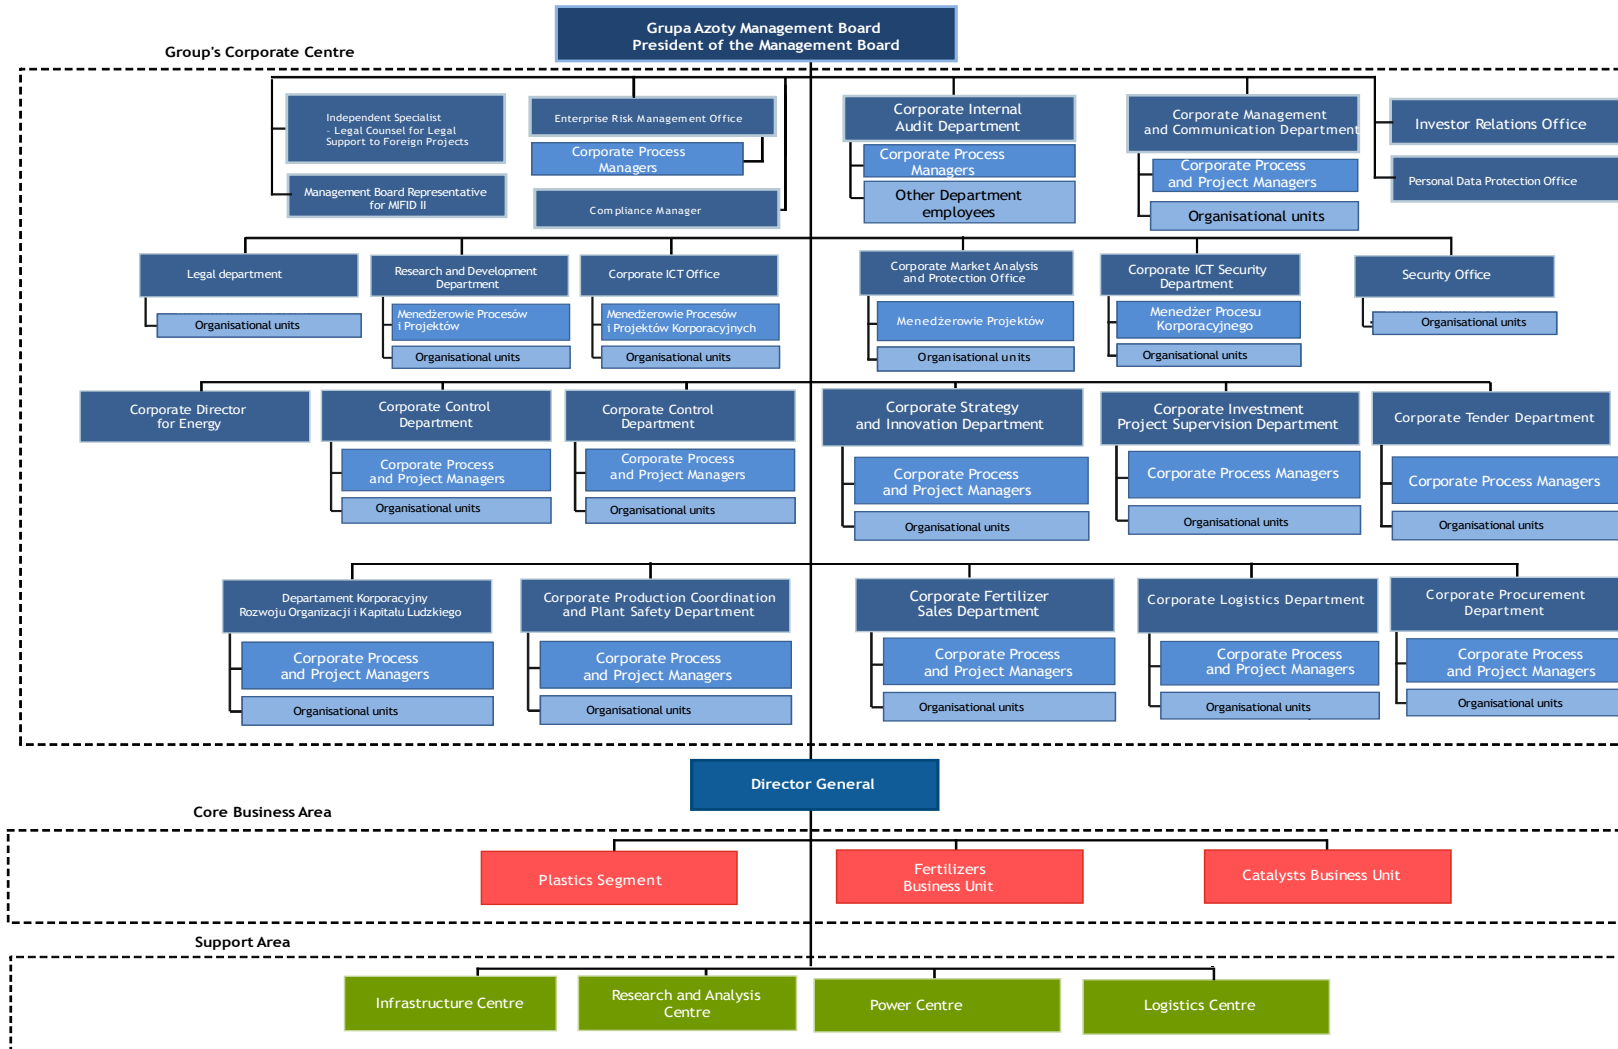 Grupa Azoty Management Board
President of the Management Board
Group's Corporate Centre
Independent Specialist
- Legal Counsel for Legal
Support to Foreign Projects
Management Board Representative
for MIFID II
Enterprise Risk Management Office
Corporate Process
Managers
Compliance Manager
Corporate Internal
Audit Department
Corporate Process
Managers
Other Department
employees
Corporate Management
and Communication Department
Corporate Process
and Project Managers
Organisational units
Investor Relations Office
Personal Data Protection Office
Legal department
Organisational units
Research and Development
Department
Menedżerowie Procesów
i Projektów
Organisational units
Corporate ICT Office
Menedżerowie Procesów
i Projektów Korporacyjnych
Organisational units
Corporate Market Analysis
and Protection Office
Menedżerowie Projektów
Organisational units
Corporate ICT Security
Department
Menedżer Procesu
Korporacyjnego
Organisational units
Security Office
Organisational units
Corporate Director
for Energy
Corporate Control
Department
Corporate Process
and Project Managers
Organisational units
Corporate Control
Department
Corporate Process
and Project Managers
Organisational units
Corporate Strategy
and Innovation Department
Corporate Process
and Project Managers
Organisational units
Corporate Investment
Project Supervision Department
Corporate Process Managers
Organisational units
Corporate Tender Department
Corporate Process Managers
Organisational units
Departament Korporacyjny
Rozwoju Organizacji i Kapitału Ludzkiego
Corporate Process
and Project Managers
Organisational units
Corporate Production Coordination
and Plant Safety Department
Corporate Process
and Project Managers
Organisational units
Corporate Fertilizer
Sales Department
Corporate Process
and Project Managers
Organisational units
Corporate Logistics Department
Corporate Process
and Project Managers
Organisational units
Corporate Procurement
Department
Corporate Process
and Project Managers
Organisational units
Director General
Core Business Area
Plastics Segment
Fertilizers
Business Unit
Catalysts Business Unit
Support Area
Infrastructure Centre
Research and Analysis
Centre
Power Centre
Logistics Centre